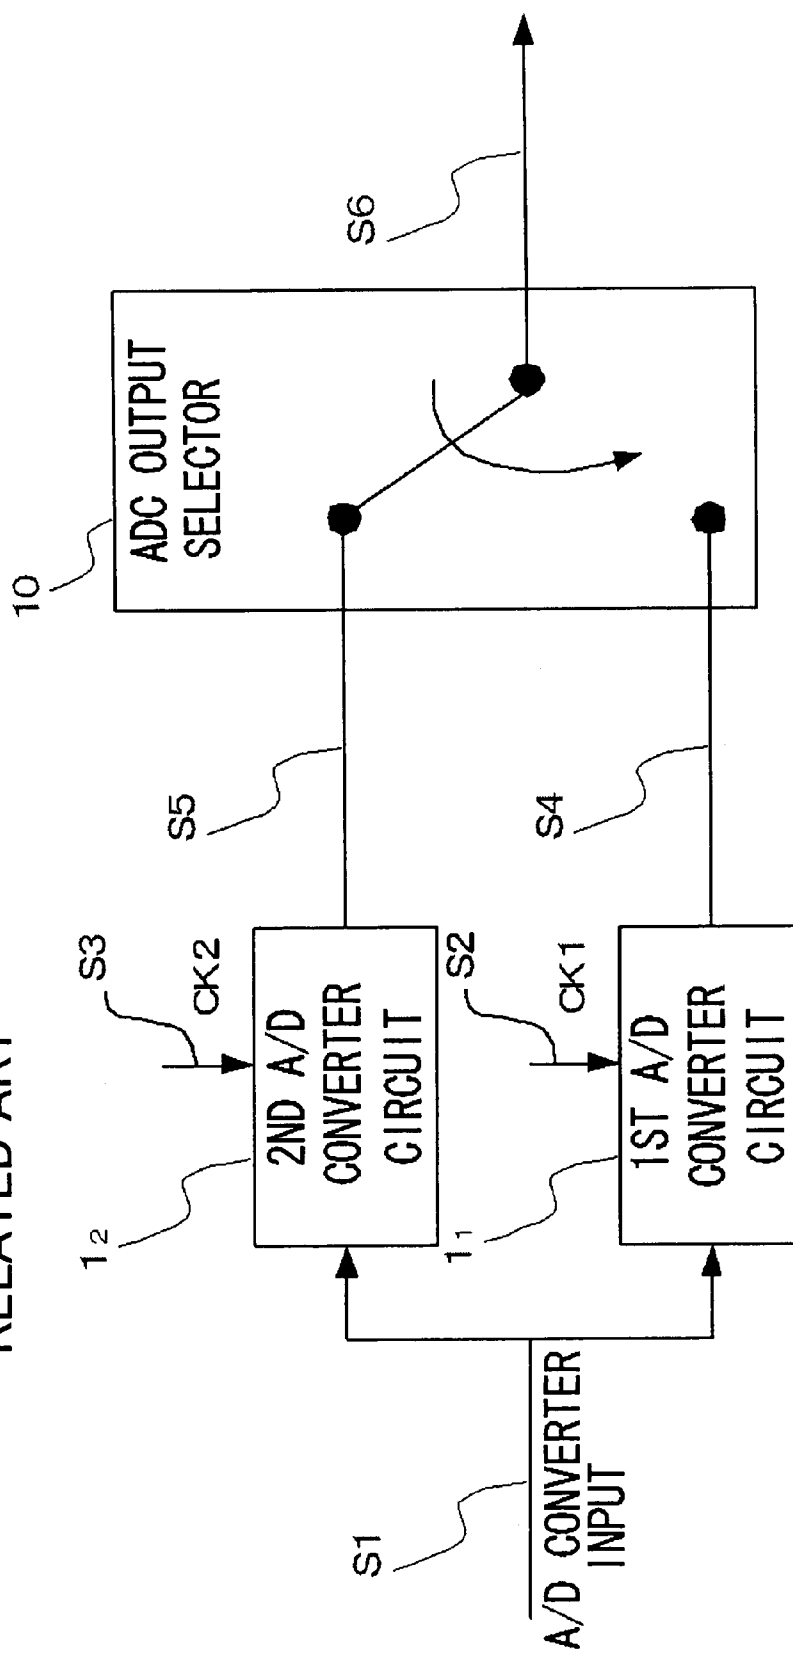 RELATED ART
10
ADC OUTPUT
SELECTOR
S6
S3
CK2
S5
1₂
2ND A/D
CONVERTER
CIRCUIT
S2
CK1
S4
1₁
1ST A/D
CONVERTER
CIRCUIT
S1
A/D CONVERTER
INPUT